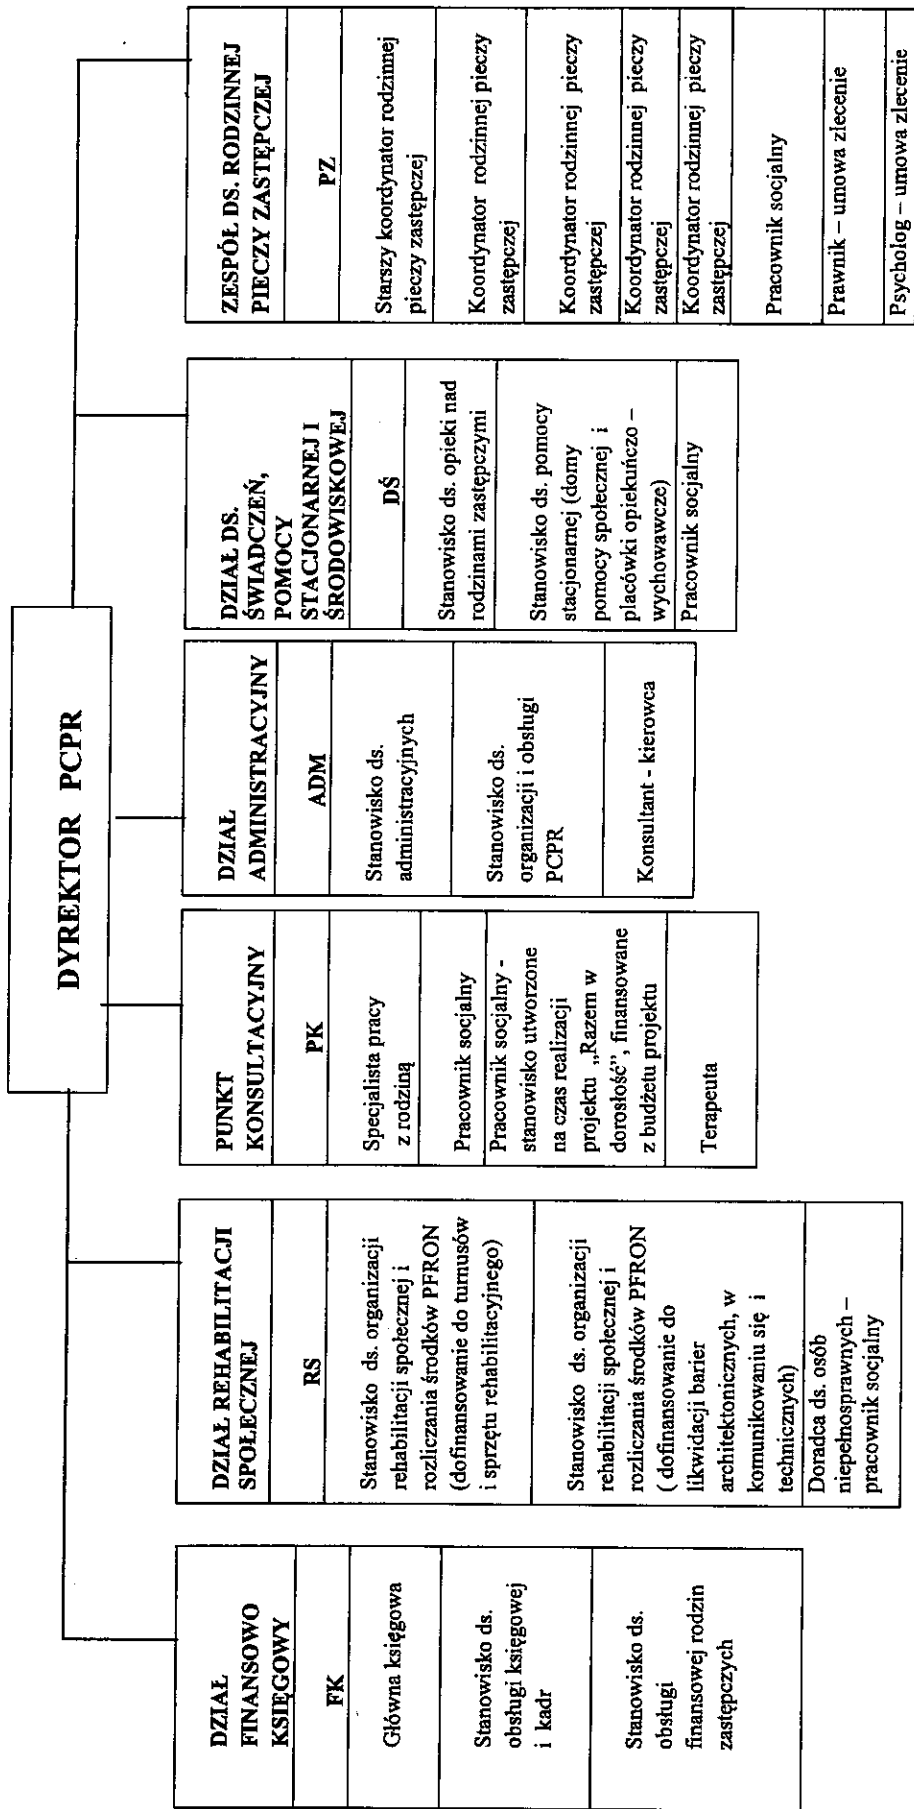 DYREKTOR PCPR
DZIAŁ
FINANSOWO
KSIĘGOWY
FK
Główna księgowa
Stanowisko ds.
obsługi księgowej
i kadr
Stanowisko ds.
obsługi
finansowej rodzin
zastępczych
DZIAŁ REHABILITACJI
SPOŁECZNEJ
RS
Stanowisko ds. organizacji
rehabilitacji społecznej i
rozliczania środków PFRON
(dofinansowanie do turnusów
i sprzętu rehabilitacyjnego)
Stanowisko ds. organizacji
rehabilitacji społecznej i
rozliczania środków PFRON
( dofinansowanie do
likwidacji barier
architektonicznych, w
komunikowaniu się i
technicznych)
Doradca ds. osób
niepełnosprawnych –
pracownik socjalny
PUNKT
KONSULTACYJNY
PK
Specjalista pracy
z rodziną
Pracownik socjalny
Pracownik socjalny -
stanowisko utworzone
na czas realizacji
projektu „Razem w
dorosłość”, finansowane
z budżetu projektu
Terapeuta
DZIAŁ
ADMINISTRACYJNY
ADM
Stanowisko ds.
administracyjnych
Stanowisko ds.
organizacji i obsługi
PCPR
Konsultant - kierowca
DZIAŁ DS.
ŚWIADCZEŃ,
POMOCY
STACJONARNEJ I
ŚRODOWISKOWEJ
DŚ
Stanowisko ds. opieki nad
rodzinami zastępczymi
Stanowisko ds. pomocy
stacjonarnej (domy
pomocy społecznej i
placówki opiekuńczo –
wychowawcze)
Pracownik socjalny
ZESPÓŁ DS. RODZINNEJ
PIECZY ZASTĘPCZEJ
PZ
Starszy koordynator rodzinnej
pieczy zastępczej
Koordynator rodzinnej pieczy
zastępczej
Koordynator rodzinnej pieczy
zastępczej
Koordynator rodzinnej pieczy
zastępczej
Koordynator rodzinnej pieczy
zastępczej
Pracownik socjalny
Prawnik – umowa zlecenie
Psycholog – umowa zlecenie